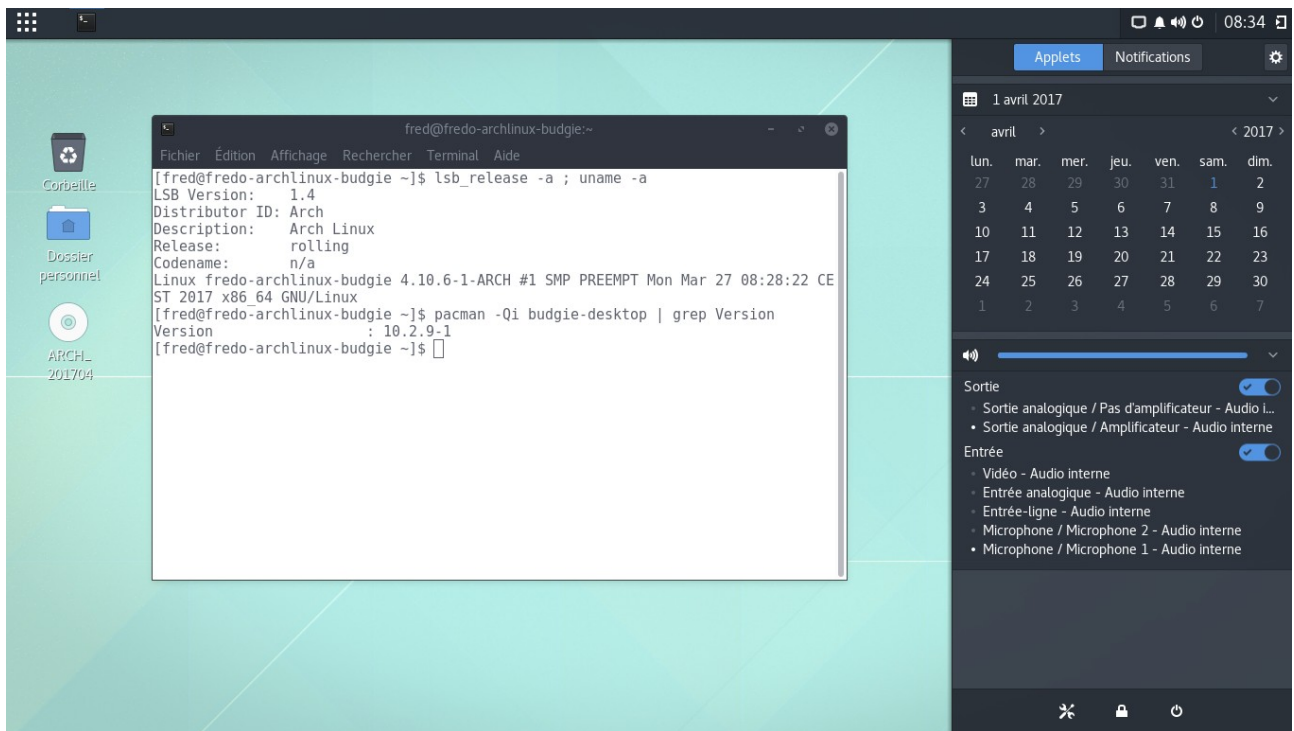 08:34
Corbeille
Dossier
personnel
ARCH_
201704
fred@fredo-archlinux-budgie:~
Fichier Édition Affichage Rechercher Terminal Aide
[fred@fredo-archlinux-budgie ~]$ lsb_release -a ; uname -a
LSB Version: 1.4
Distributor ID: Arch
Description: Arch Linux
Release: rolling
Codename: n/a
Linux fredo-archlinux-budgie 4.10.6-1-ARCH #1 SMP PREEMPT Mon Mar 27 08:28:22 CE
ST 2017 x86_64 GNU/Linux
[fred@fredo-archlinux-budgie ~]$ pacman -Qi budgie-desktop | grep Version
Version : 10.2.9-1
[fred@fredo-archlinux-budgie ~]$
Applets Notifications
1 avril 2017
< avril > < 2017 >
lun. mar. mer. jeu. ven. sam. dim.
27 28 29 30 31 1 2
3 4 5 6 7 8 9
10 11 12 13 14 15 16
17 18 19 20 21 22 23
24 25 26 27 28 29 30
1 2 3 4 5 6 7
Sortie
• Sortie analogique / Pas d'amplificateur - Audio i...
• Sortie analogique / Amplificateur - Audio interne
Entrée
• Vidéo - Audio interne
• Entrée analogique - Audio interne
• Entrée-ligne - Audio interne
• Microphone / Microphone 2 - Audio interne
• Microphone / Microphone 1 - Audio interne